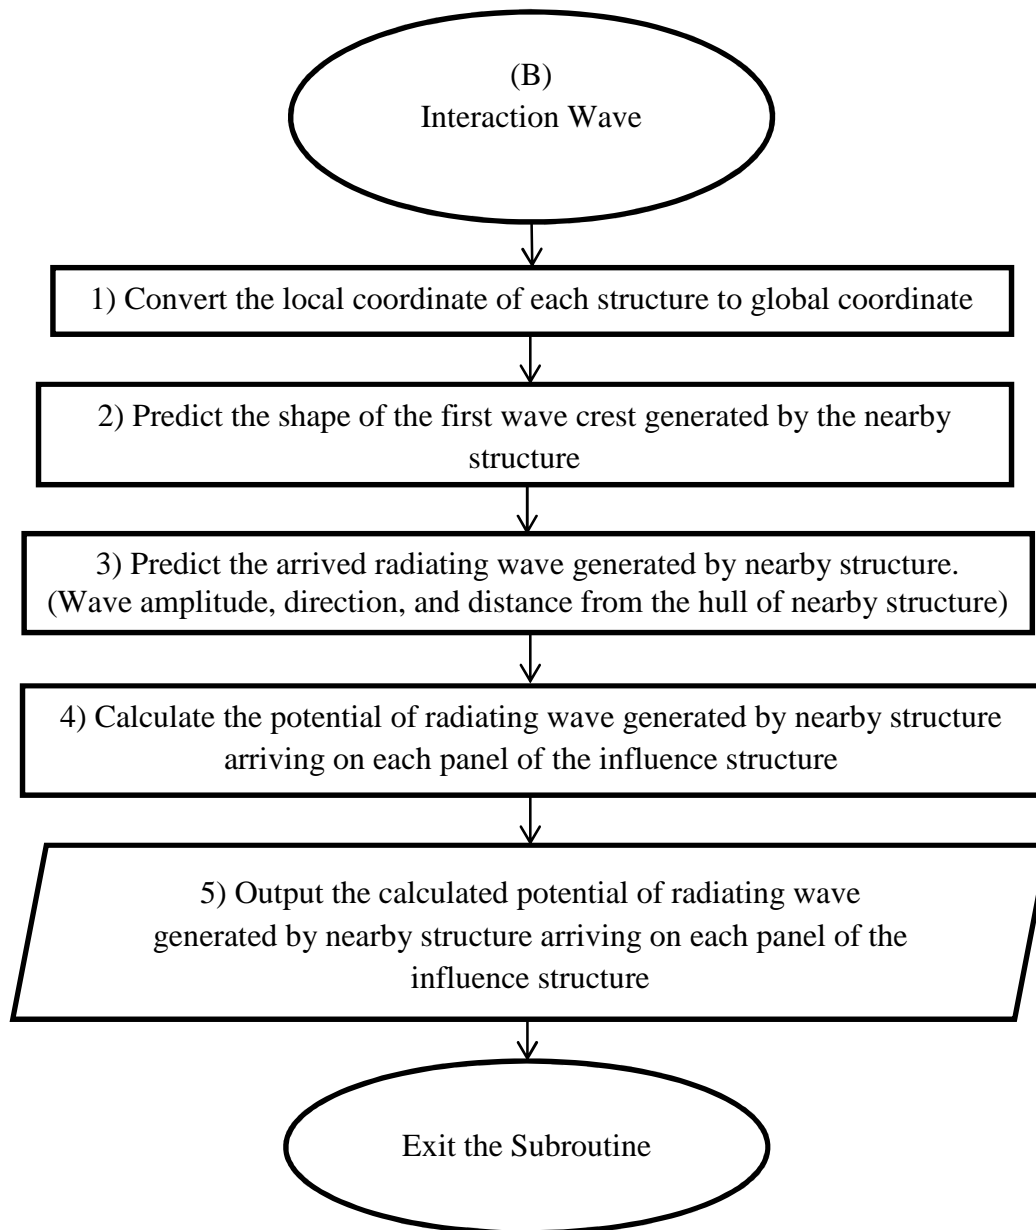 (B)
Interaction Wave
1) Convert the local coordinate of each structure to global coordinate
2) Predict the shape of the first wave crest generated by the nearby
structure
3) Predict the arrived radiating wave generated by nearby structure.
(Wave amplitude, direction, and distance from the hull of nearby structure)
4) Calculate the potential of radiating wave generated by nearby structure
arriving on each panel of the influence structure
5) Output the calculated potential of radiating wave
generated by nearby structure arriving on each panel of the
influence structure
Exit the Subroutine